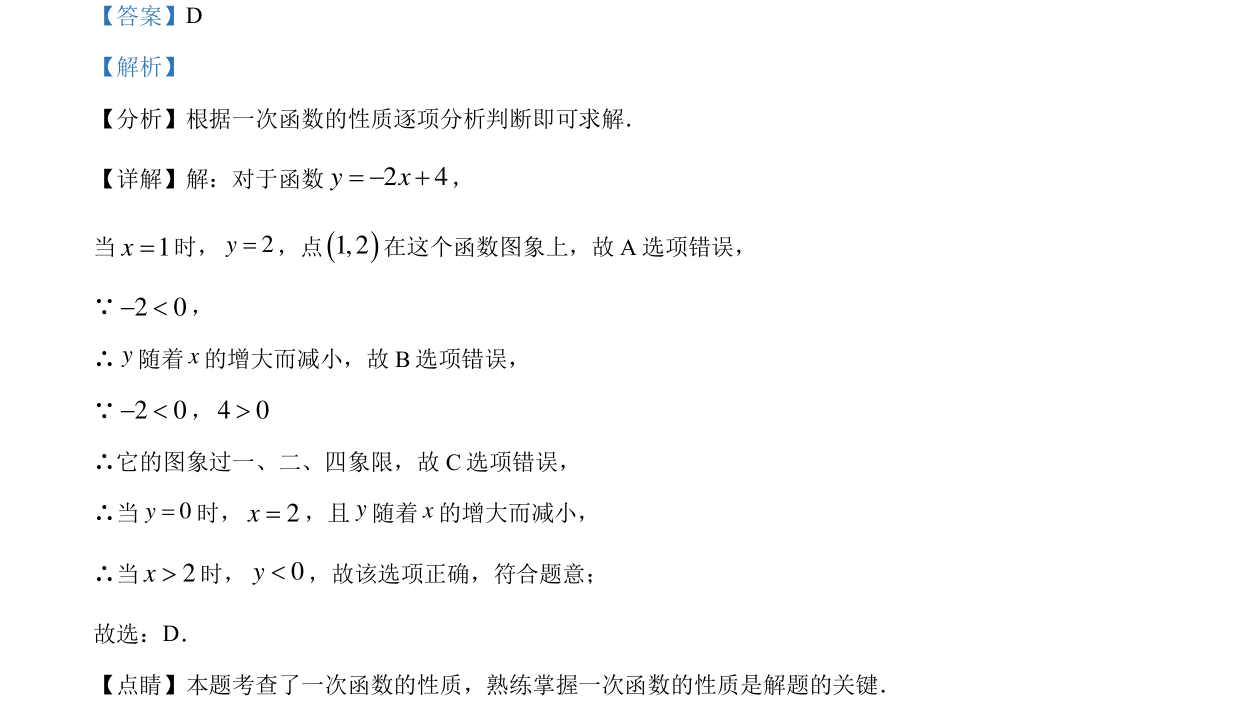 【答案】D
【解析】
【分析】根据一次函数的性质逐项分析判断即可求解．
【详解】解：对于函数 y = −2x + 4，
当 x = 1 时， y = 2，点 (1, 2) 在这个函数图象上，故 A 选项错误，
∵ −2 < 0，
∴ y 随着 x 的增大而减小，故 B 选项错误，
∵ −2 < 0，4 > 0
∴它的图象过一、二、四象限，故 C 选项错误，
∴当 y = 0 时， x = 2，且 y 随着 x 的增大而减小，
∴当 x > 2 时， y < 0，故该选项正确，符合题意；
故选：D．
【点睛】本题考查了一次函数的性质，熟练掌握一次函数的性质是解题的关键．